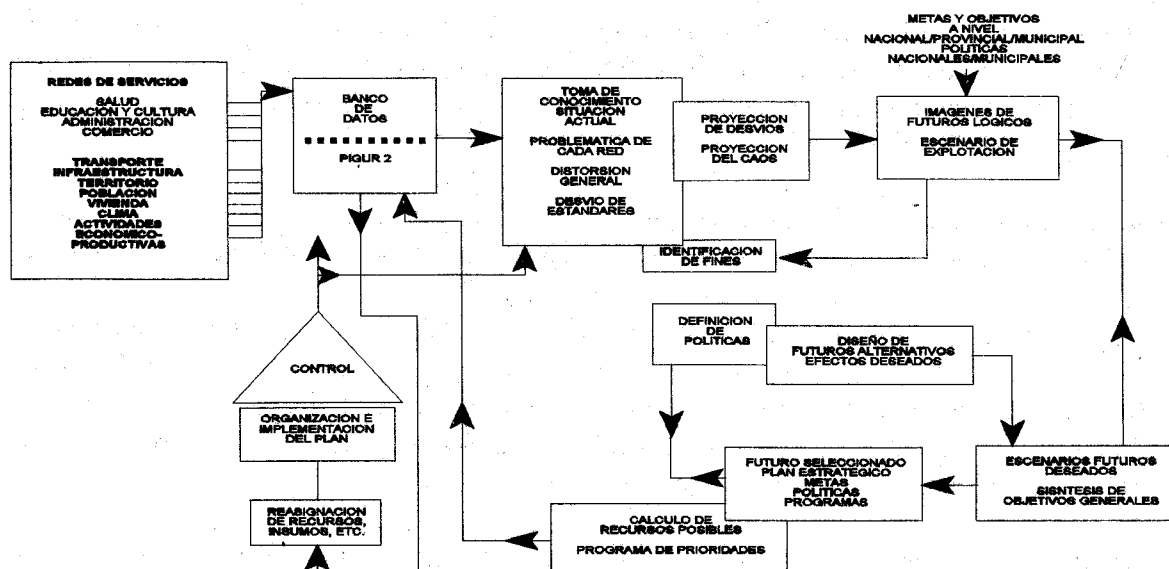 METAS Y OBJETIVOS
A NIVEL
NACIONAL/PROVINCIAL/MUNICIPAL
POLITICAS
NACIONALES/MUNICIPALES
REDES DE SERVICIOS
SALUD
EDUCACION Y CULTURA
ADMINISTRACION
COMERCIO
TRANSPORTE
INFRAESTRUCTURA
TERRITORIO
POBLACION
VIVIENDA
CLIMA
ACTIVIDADES
ECONOMICO-
PRODUCTIVAS
BANCO
DE
DATOS
PIGUR 2
TOMA DE
CONOCIMIENTO
SITUACION
ACTUAL
PROBLEMATICA DE
CADA RED
DISTORSION
GENERAL
DESVIO DE
ESTANDARES
PROYECCION
DE DESVIOS
PROYECCION
DEL CAOS
IMAGENES DE
FUTUROS LOGICOS
ESCENARIO DE
EXPLOTACION
IDENTIFICACION
DE FINES
DEFINICION
DE
POLITICAS
DISEÑO DE
FUTUROS ALTERNATIVOS
EFECTOS DESEADOS
CONTROL
ORGANIZACION E
IMPLEMENTACION
DEL PLAN
REASIGNACION
DE RECURSOS,
INSUMOS, ETC.
FUTURO SELECCIONADO
PLAN ESTRATEGICO
METAS
POLITICAS
PROGRAMAS
ESCENARIOS FUTUROS
DESEADOS
SISNTESIS DE
OBJETIVOS GENERALES
CALCULO DE
RECURSOS POSIBLES
PROGRAMA DE PRIORIDADES